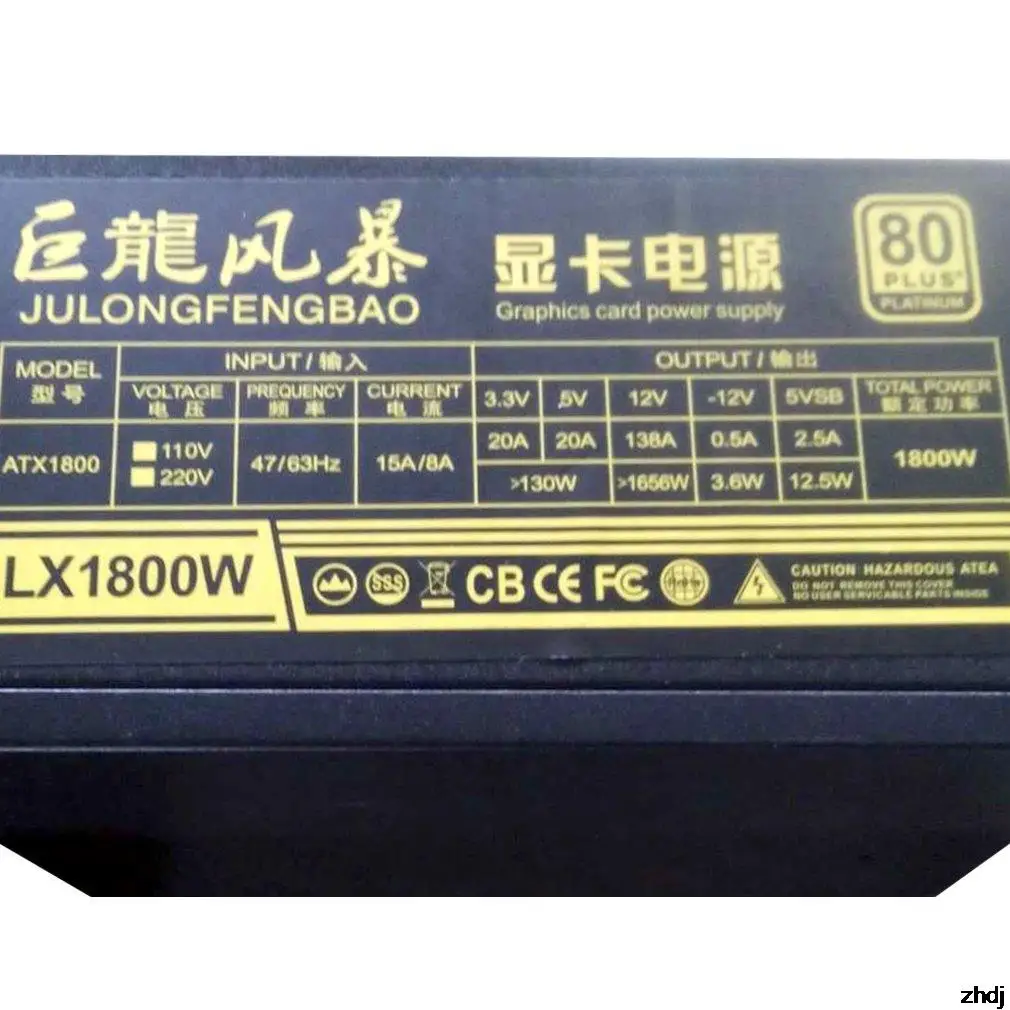 巨龍风暴
JULONGFENGBAO
显卡电源
Graphics card power supply
80
PLUS®
PLATINUM
MODEL
型号
INPUT/输入
OUTPUT/输出
VOLTAGE
电压
PREQUENCY
频率
CURRENT
电流
3.3V 5V 12V -12V 5VSB
TOTAL POWER
额定功率
ATX1800
110V
220V
47/63Hz
15A/8A
20A 20A 138A 0.5A 2.5A
>130W >1656W 3.6W 12.5W
1800W
LX1800W
SSS
CB CE FC
CAUTION HAZARDOUS ATEA
DO NOT REMOVE THIS COVER
NO USER SERVICABLE PARTS INSIDE
zhdj